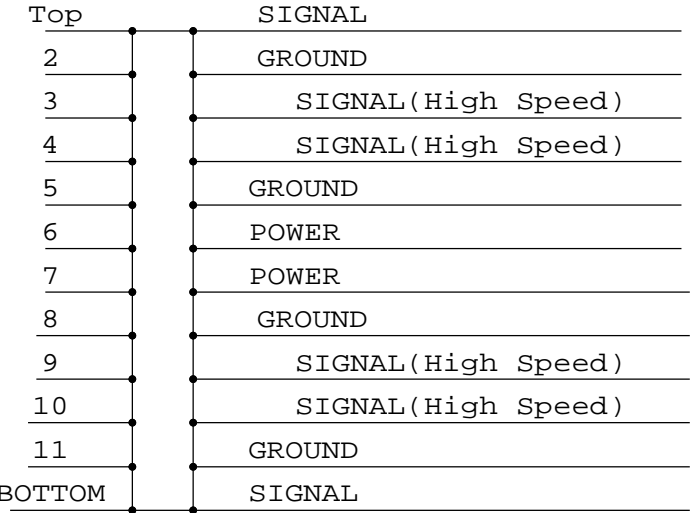 Top SIGNAL
2 GROUND
3 SIGNAL(High Speed)
4 SIGNAL(High Speed)
5 GROUND
6 POWER
7 POWER
8 GROUND
9 SIGNAL(High Speed)
10 SIGNAL(High Speed)
11 GROUND
BOTTOM SIGNAL